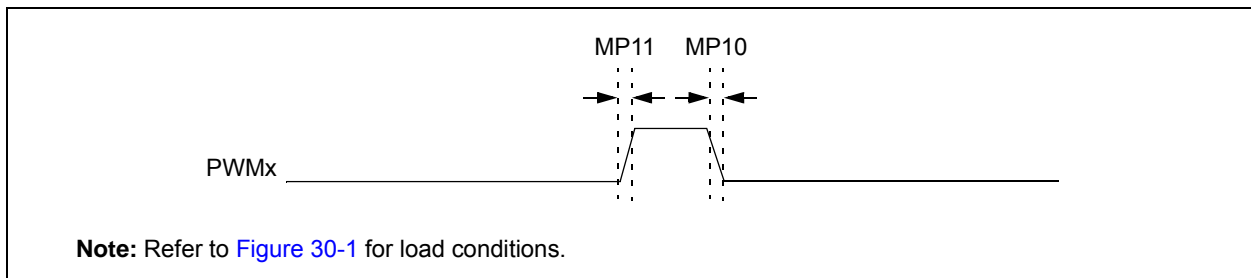 MP11 MP10
PWMx
Note: Refer to Figure 30-1 for load conditions.